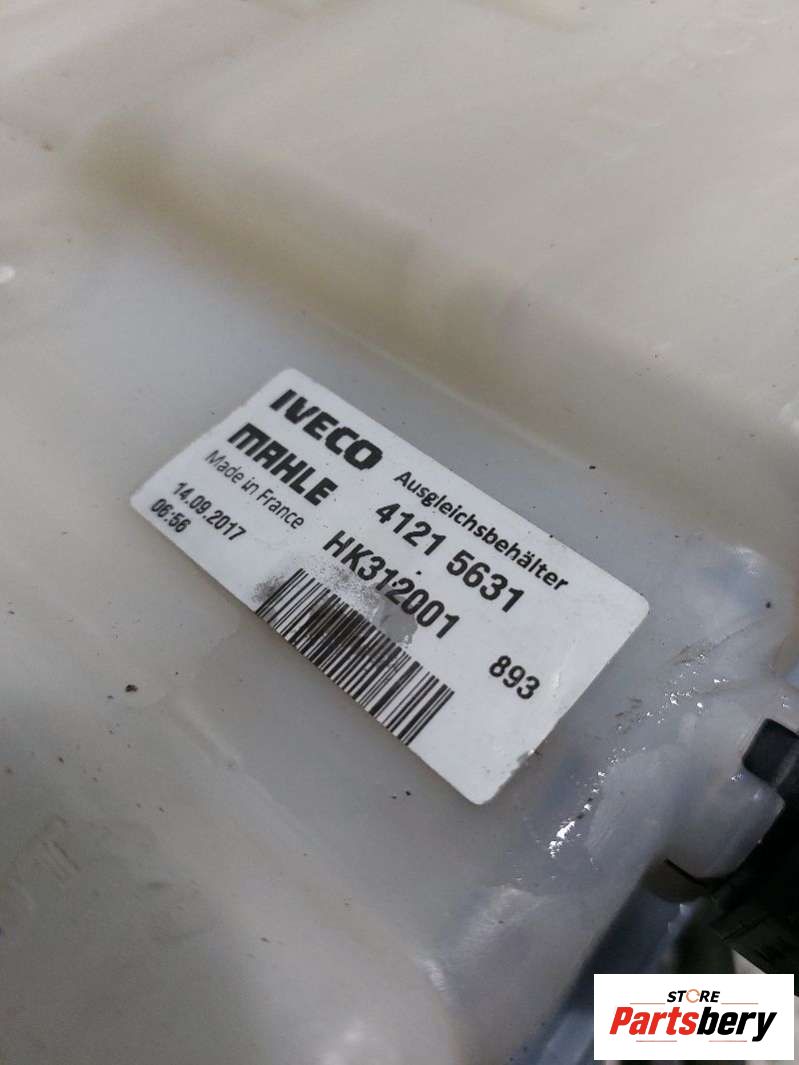 IVECO
MAHLE
Made in France
14.09.2017
06:56
Ausgleichsbehälter
4121 5631
HK312001
893
STORE
Partsbery